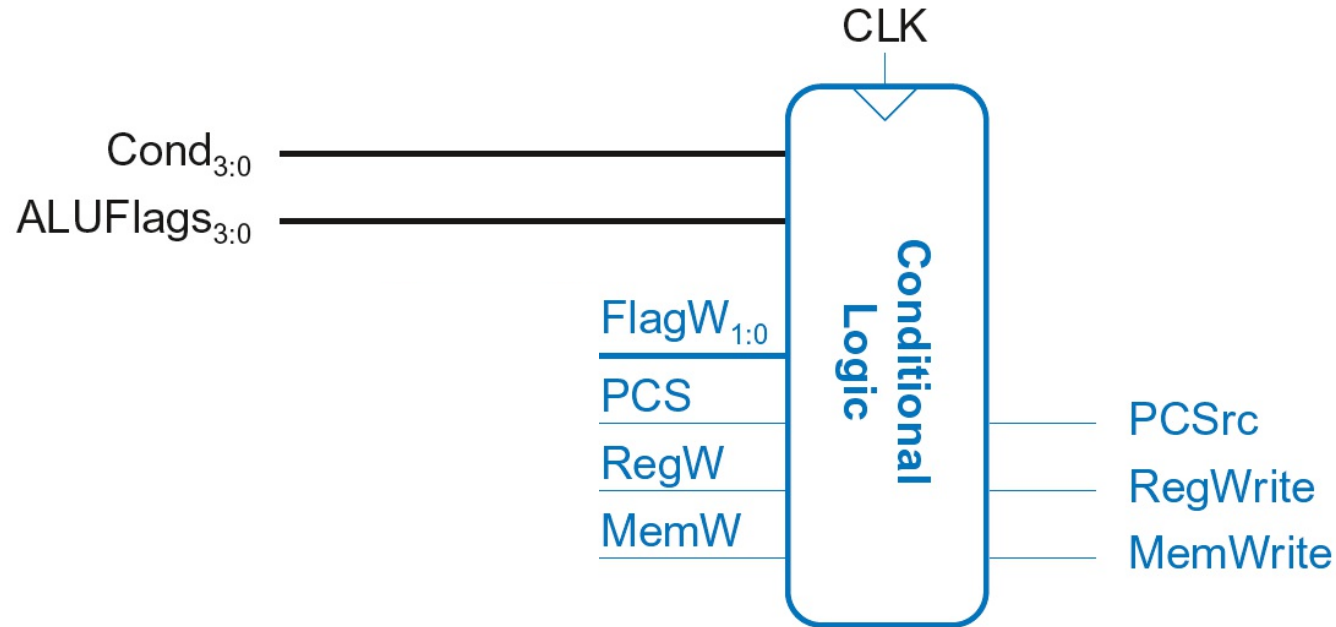 CLK
Cond3:0
ALUFlags3:0
FlagW1:0
PCS
RegW
MemW
Conditional
Logic
PCSrc
RegWrite
MemWrite